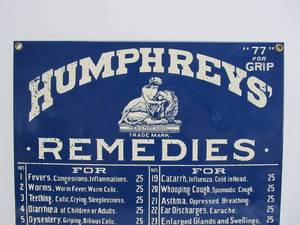 "77"
FOR
GRIP
HUMPHREYS'
TRADE MARK.
· REMEDIES ·
NOS FOR
1 Fevers, Congestions, Inflammations. 25
2 Worms, Worm Fever, Worm Colic. 25
3 Teething, Colic, Crying, Sleeplessness. 25
4 Diarrhea of Children or Adults. 25
5 Dysentery, Griping, Bilious Colic. 25
NOS FOR
19 Catarrh, Influenza, Cold in Head. 25
20 Whooping Cough, Spasmodic Cough. 25
21 Asthma, Oppressed Breathing. 25
22 Ear Discharges, Earache. 25
23 Enlarged Glands and Swellings. 25